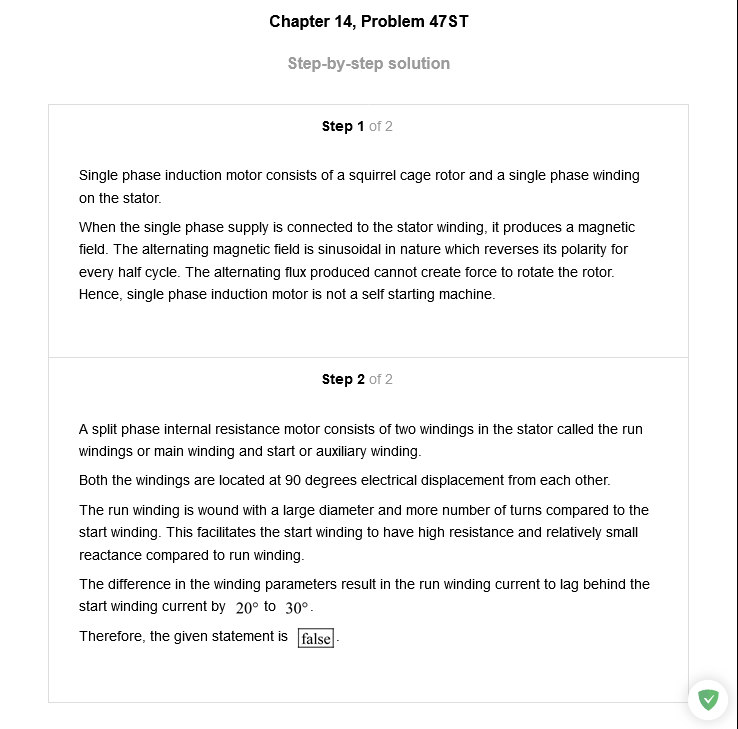 Chapter 14, Problem 47ST
Step-by-step solution
Step 1 of 2
Single phase induction motor consists of a squirrel cage rotor and a single phase winding
on the stator.
When the single phase supply is connected to the stator winding, it produces a magnetic
field. The alternating magnetic field is sinusoidal in nature which reverses its polarity for
every half cycle. The alternating flux produced cannot create force to rotate the rotor.
Hence, single phase induction motor is not a self starting machine.
Step 2 of 2
A split phase internal resistance motor consists of two windings in the stator called the run
windings or main winding and start or auxiliary winding.
Both the windings are located at 90 degrees electrical displacement from each other.
The run winding is wound with a large diameter and more number of turns compared to the
start winding. This facilitates the start winding to have high resistance and relatively small
reactance compared to run winding.
The difference in the winding parameters result in the run winding current to lag behind the
start winding current by 20° to 30°.
Therefore, the given statement is false.